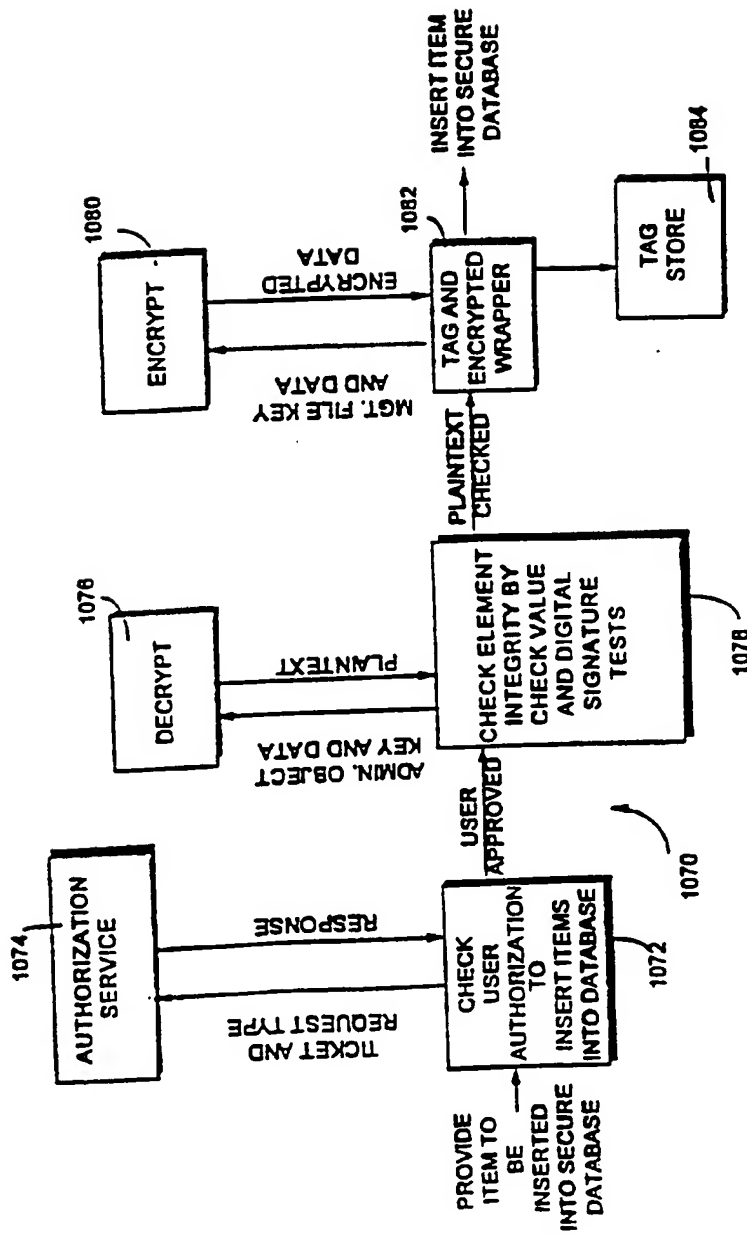 PROVIDE
ITEM TO
BE
INSERTED
INTO SECURE
DATABASE
1074
AUTHORIZATION
SERVICE
TICKET AND
REQUEST TYPE
RESPONSE
CHECK
USER
AUTHORIZATION
TO
INSERT ITEMS
INTO DATABASE
1072
1070
USER
APPROVED
1076
DECRYPT
ADMIN. OBJECT
KEY AND DATA
PLAINTEXT
CHECK ELEMENT
INTEGRITY BY
CHECK VALUE
AND DIGITAL
SIGNATURE
TESTS
1078
PLAINTEXT
CHECKED
1080
ENCRYPT
MGT. FILE KEY
AND DATA
ENCRYPTED
DATA
1082
TAG AND
ENCRYPTED
WRAPPER
INSERT ITEM
INTO SECURE
DATABASE
TAG
STORE
1084